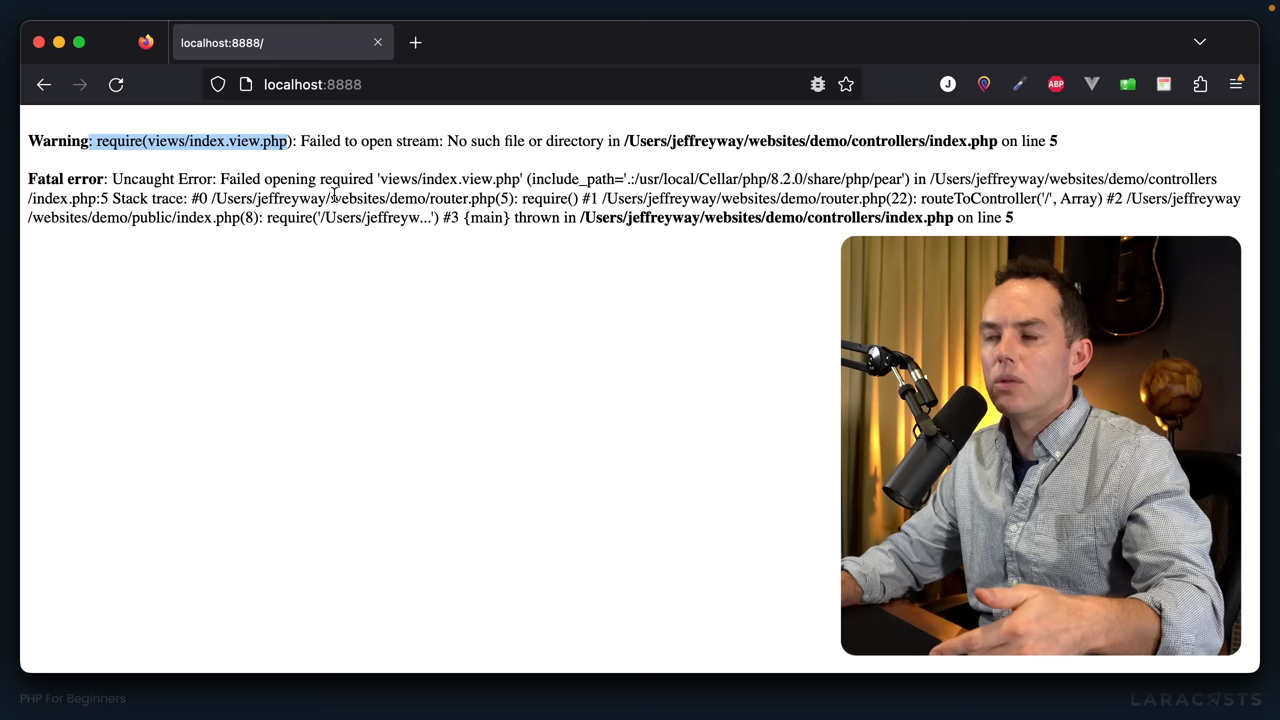 localhost:8888/
localhost:8888
J
ABP
Warning: require(views/index.view.php): Failed to open stream: No such file or directory in /Users/jeffreyway/websites/demo/controllers/index.php on line 5
Fatal error: Uncaught Error: Failed opening required 'views/index.view.php' (include_path='.:/usr/local/Cellar/php/8.2.0/share/php/pear') in /Users/jeffreyway/websites/demo/controllers
/index.php:5 Stack trace: #0 /Users/jeffreyway/websites/demo/router.php(5): require() #1 /Users/jeffreyway/websites/demo/router.php(22): routeToController('/', Array) #2 /Users/jeffreyway
/websites/demo/public/index.php(8): require('/Users/jeffreyw...') #3 {main} thrown in /Users/jeffreyway/websites/demo/controllers/index.php on line 5
PHP For Beginners
LARACASTS